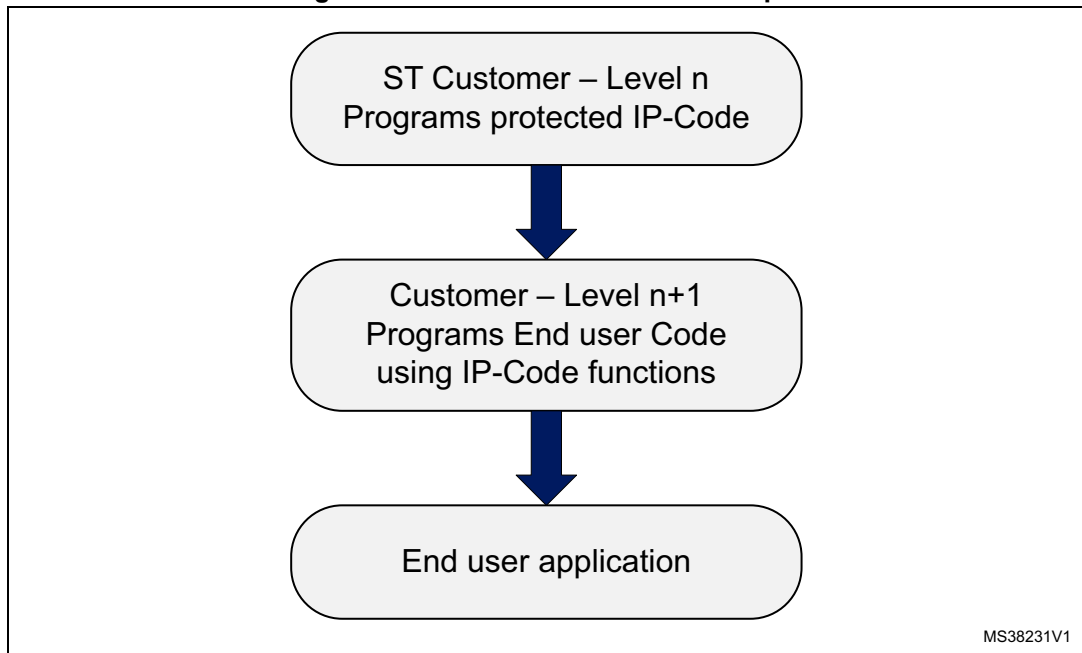 ST Customer – Level n
Programs protected IP-Code
Customer – Level n+1
Programs End user Code
using IP-Code functions
End user application
MS38231V1